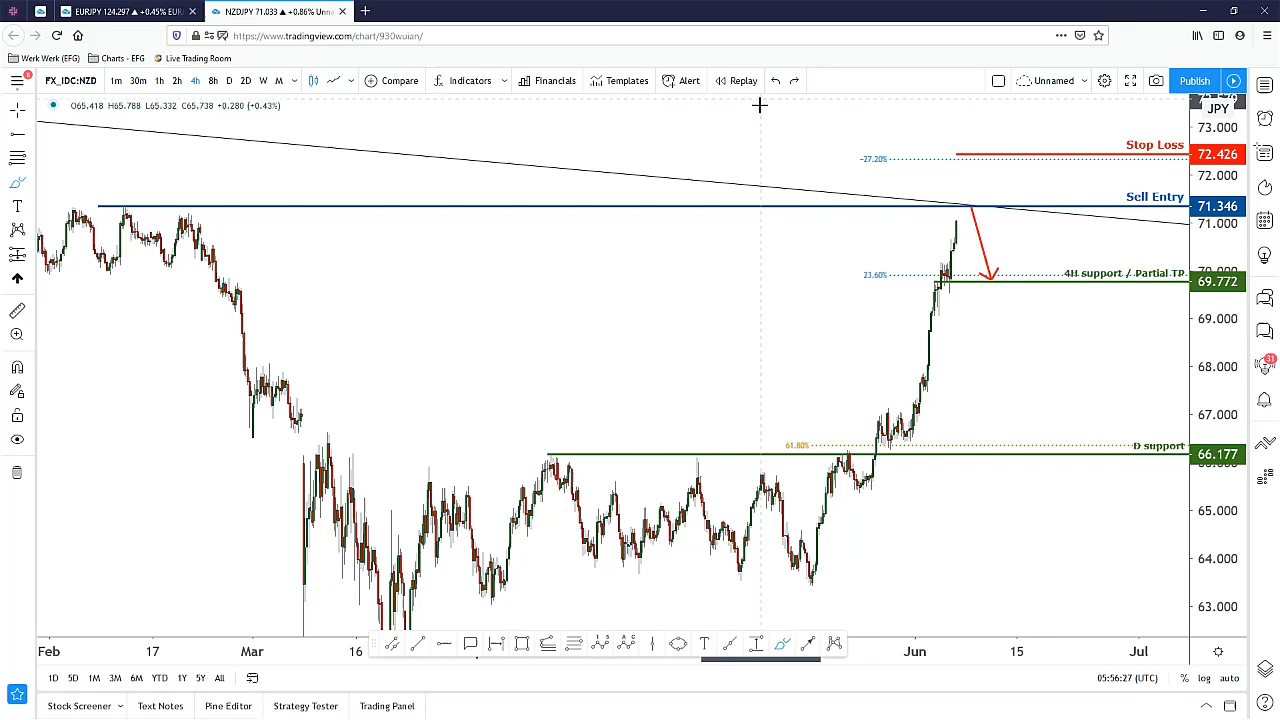 EURJPY 124.297 ▲ +0.45% EUR
NZDJPY 71.033 ▲ +0.86% Unna
https://www.tradingview.com/chart/930wuian/
Werk Werk (EFG) Charts - EFG Live Trading Room
8
FX_IDC:NZD 1m 30m 1h 2h 4h 8h D 2D W M Compare Indicators Financials Templates Alert Replay Unnamed Publish
O65.418 H65.788 L65.332 C65.738 +0.280 (+0.43%)
JPY
73.000
Stop Loss
72.426
-27.20%
72.000
Sell Entry
71.346
71.000
70.000
23.60%
4H support / Partial TP
69.772
69.000
68.000
31
67.000
61.80%
D support
66.177
65.000
64.000
63.000
Feb 17 Mar 16 Jun 15 Jul
1D 5D 1M 3M 6M YTD 1Y 5Y All 05:56:27 (UTC) % log auto
Stock Screener Text Notes Pine Editor Strategy Tester Trading Panel